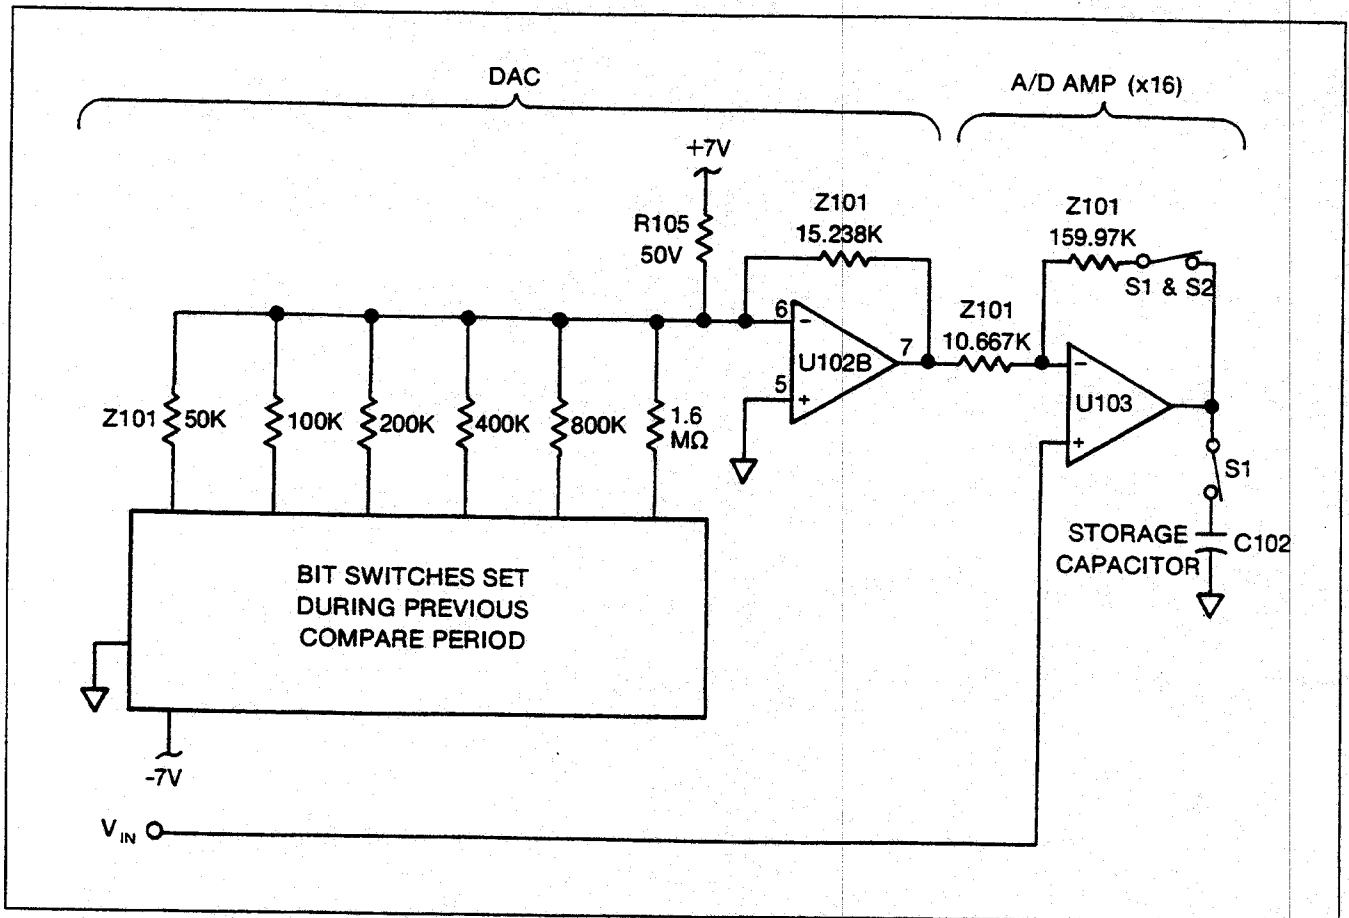 DAC
A/D AMP (x16)
+7V
R105
50V
Z101
15.238K
Z101
159.97K
S1 & S2
Z101
10.667K
6
−
U102B
7
5
+
−
U103
+
Z101
50K
100K
200K
400K
800K
1.6
MΩ
S1
STORAGE
CAPACITOR
C102
BIT SWITCHES SET
DURING PREVIOUS
COMPARE PERIOD
-7V
VIN